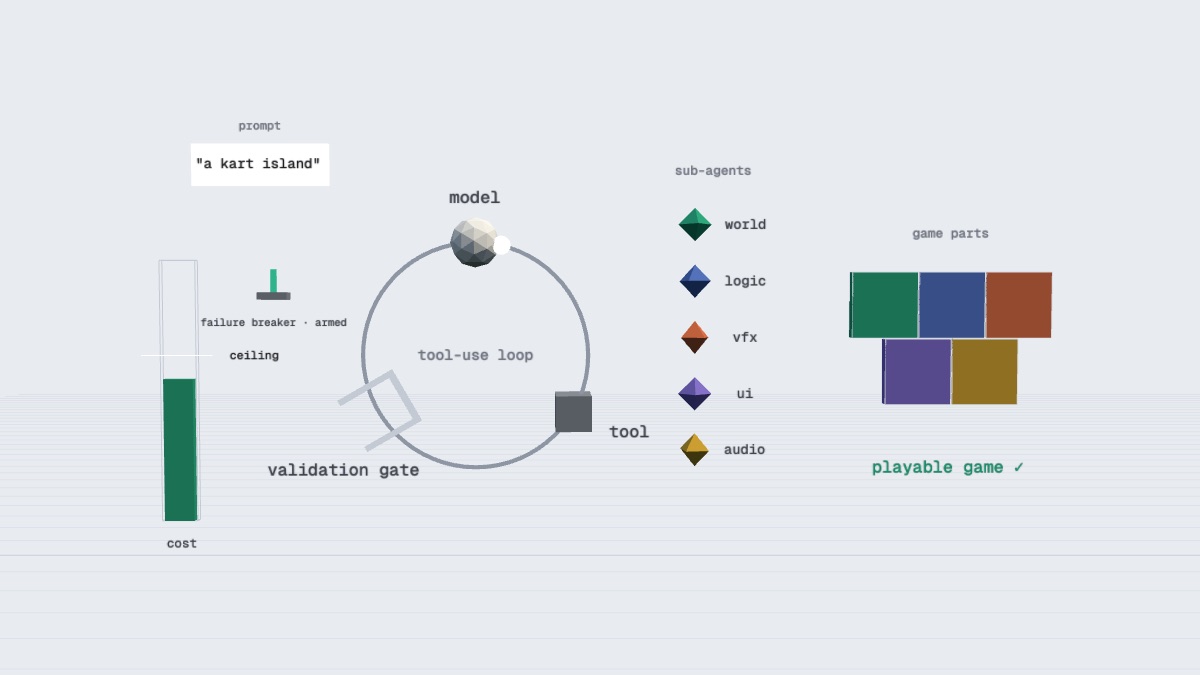 prompt
"a kart island"
model
sub-agents
world
game parts
logic
failure breaker · armed
vfx
ceiling
tool-use loop
ui
tool
audio
validation gate
playable game ✓
cost